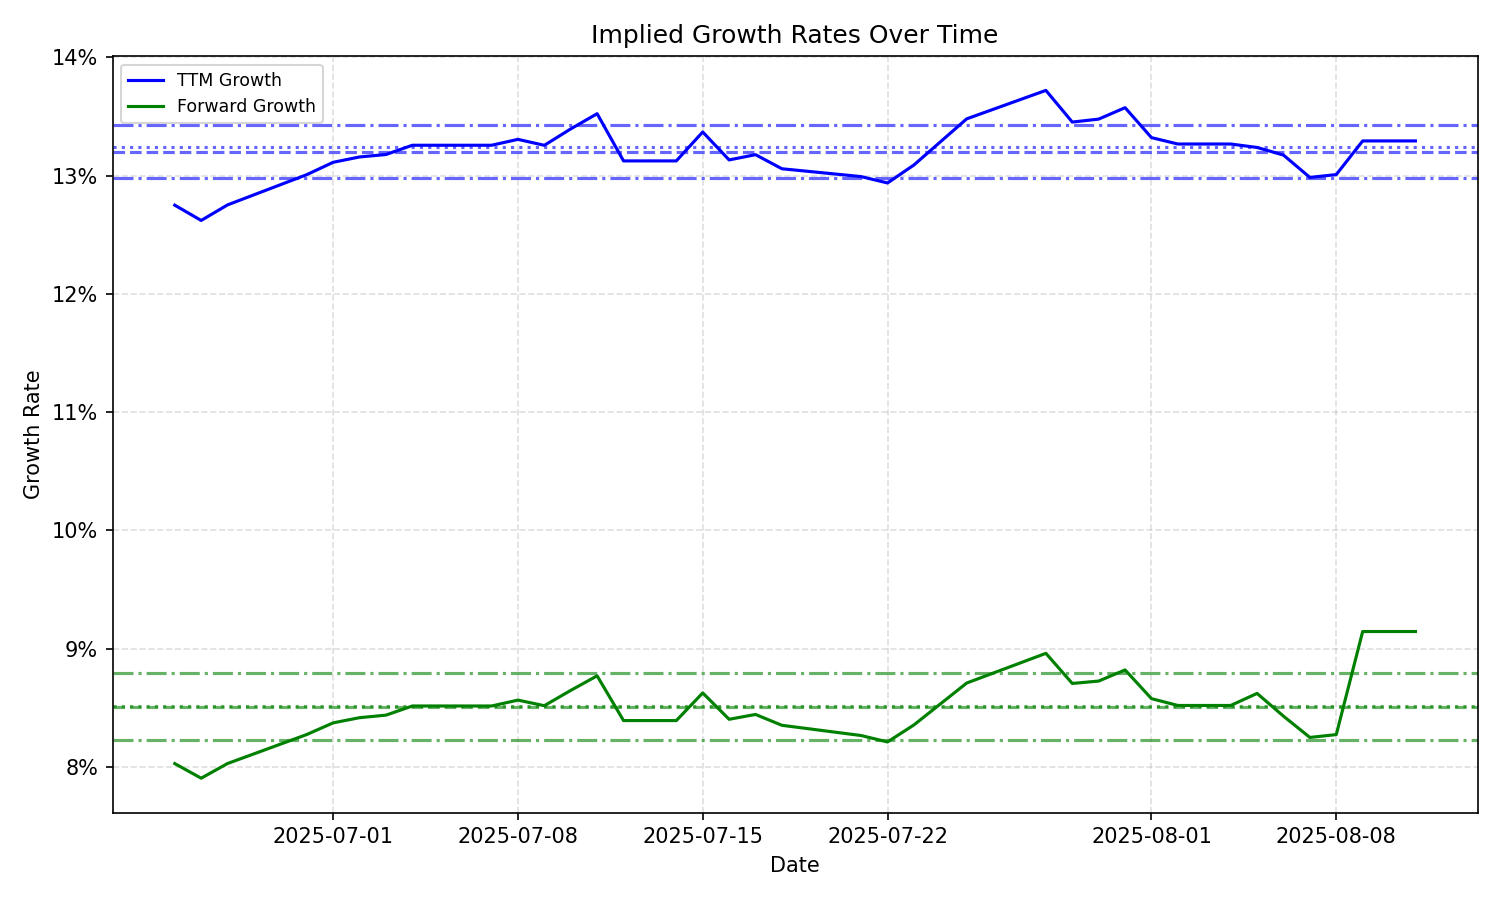 Implied Growth Rates Over Time
TTM Growth
Forward Growth
Growth Rate
14%
13%
12%
11%
10%
9%
8%
2025-07-01
2025-07-08
2025-07-15
2025-07-22
2025-08-01
2025-08-08
Date